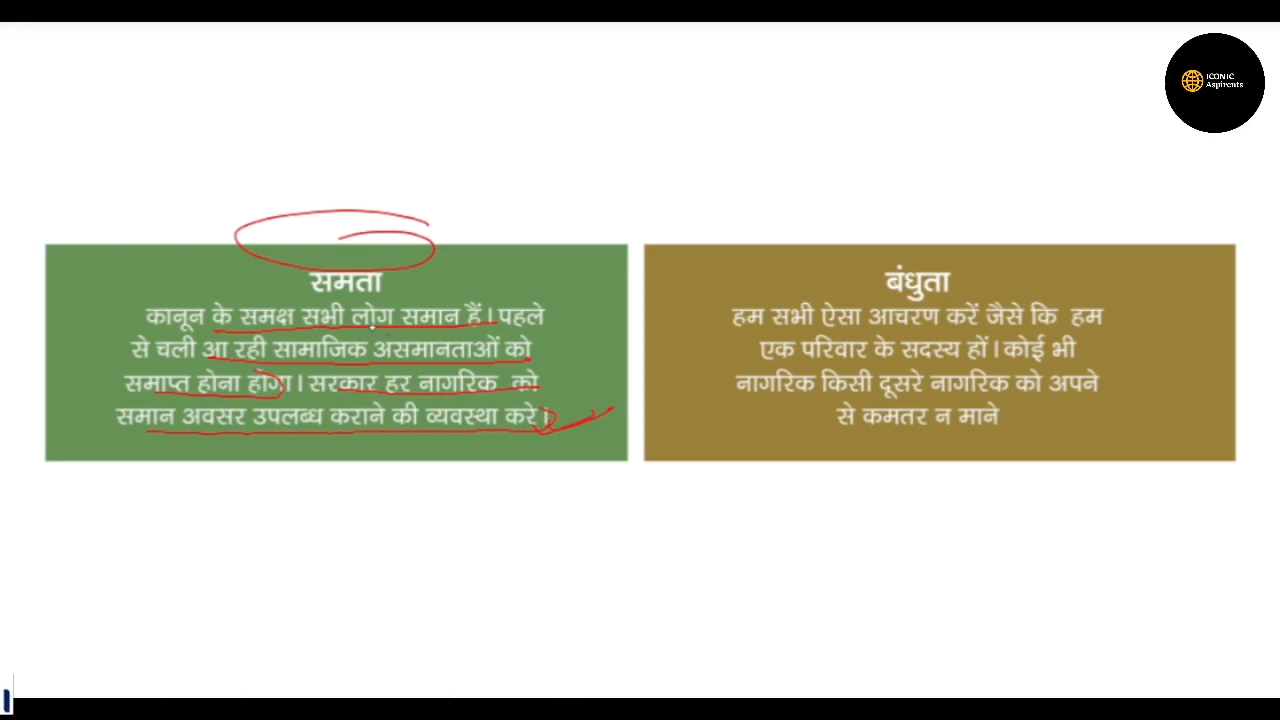 ICONIC
Aspirents
समता
कानून के समक्ष सभी लोग समान हैं। पहले
से चली आ रही सामाजिक असमानताओं को
समाप्त होना होगा। सरकार हर नागरिक को
समान अवसर उपलब्ध कराने की व्यवस्था करे।
बंधुता
हम सभी ऐसा आचरण करें जैसे कि हम
एक परिवार के सदस्य हों। कोई भी
नागरिक किसी दूसरे नागरिक को अपने
से कमतर न माने